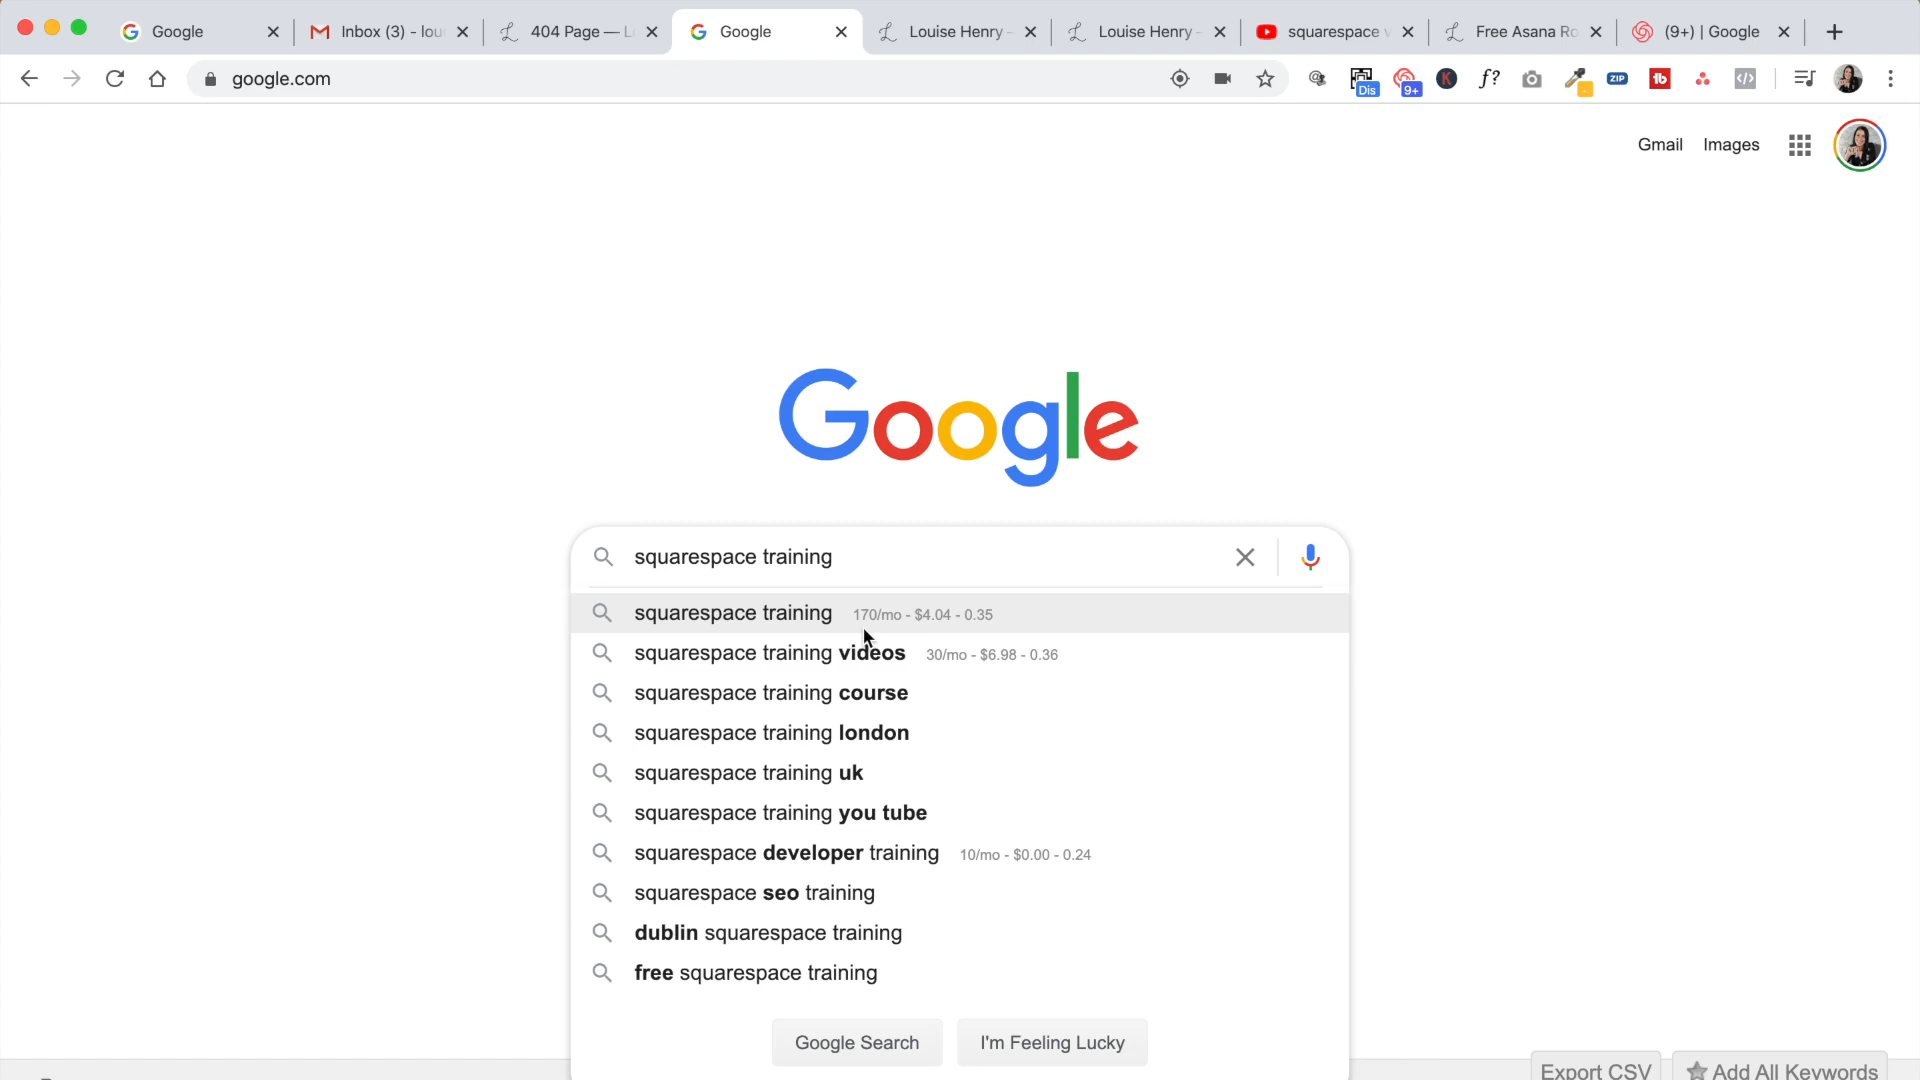 Google
Inbox (3) - lou
404 Page — L
Google
Louise Henry -
Louise Henry -
squarespace
Free Asana Ro
(9+) | Google
google.com
Dis
9+
K
f?
ZIP
tb
</>
Gmail
Images
Google
squarespace training
squarespace training 170/mo - $4.04 - 0.35
squarespace training videos 30/mo - $6.98 - 0.36
squarespace training course
squarespace training london
squarespace training uk
squarespace training you tube
squarespace developer training 10/mo - $0.00 - 0.24
squarespace seo training
dublin squarespace training
free squarespace training
Google Search
I'm Feeling Lucky
Export CSV
Add All Keywords